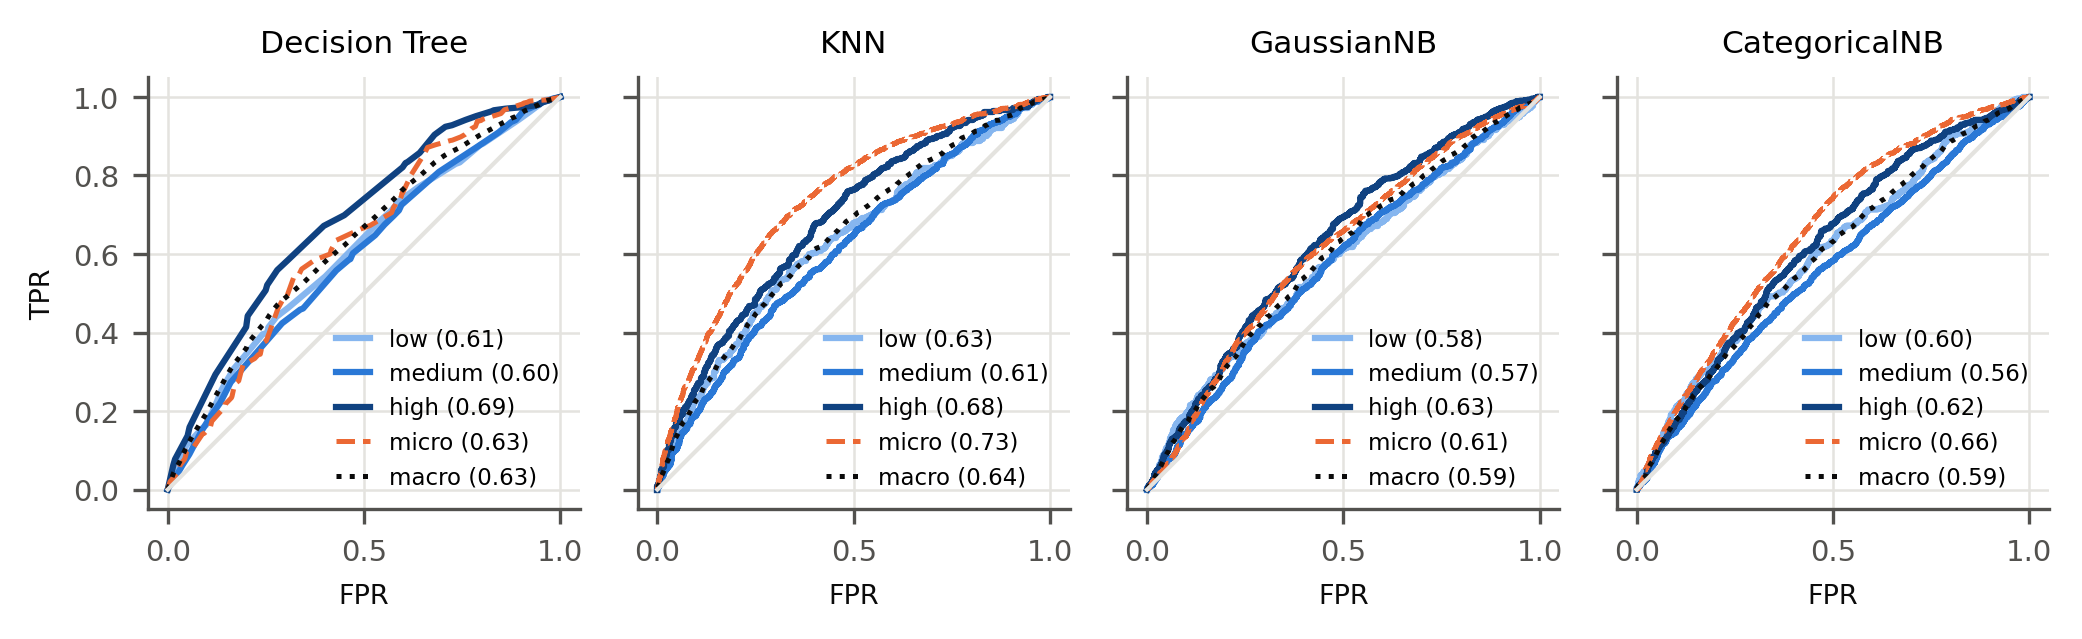 Decision Tree
KNN
GaussianNB
CategoricalNB
TPR
1.0
0.8
0.6
0.4
0.2
0.0
low (0.61)
medium (0.60)
high (0.69)
micro (0.63)
macro (0.63)
low (0.63)
medium (0.61)
high (0.68)
micro (0.73)
macro (0.64)
low (0.58)
medium (0.57)
high (0.63)
micro (0.61)
macro (0.59)
low (0.60)
medium (0.56)
high (0.62)
micro (0.66)
macro (0.59)
0.0 0.5 1.0
0.0 0.5 1.0
0.0 0.5 1.0
0.0 0.5 1.0
FPR
FPR
FPR
FPR